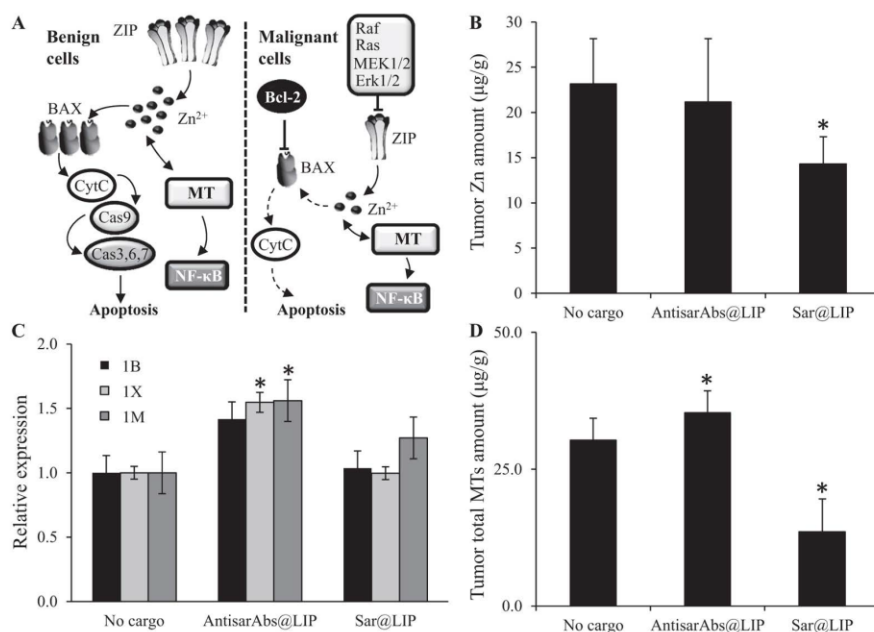 A
Benign
cells
ZIP
BAX
Zn²⁺
CytC
Cas9
Cas3,6,7
MT
NF-κB
Apoptosis
Malignant
cells
Raf
Ras
MEK1/2
Erk1/2
Bcl-2
ZIP
BAX
Zn²⁺
CytC
MT
NF-κB
Apoptosis
B
Tumor Zn amount (µg/g)
30
25
20
15
10
5
0
*
No cargo
AntisarAbs@LIP
Sar@LIP
C
Relative expression
2.0
1.5
1.0
0.5
0.0
1B
1X
1M
* *
No cargo
AntisarAbs@LIP
Sar@LIP
D
Tumor total MTs amount (µg/g)
50.0
25.0
0.0
*
*
No cargo
AntisarAbs@LIP
Sar@LIP